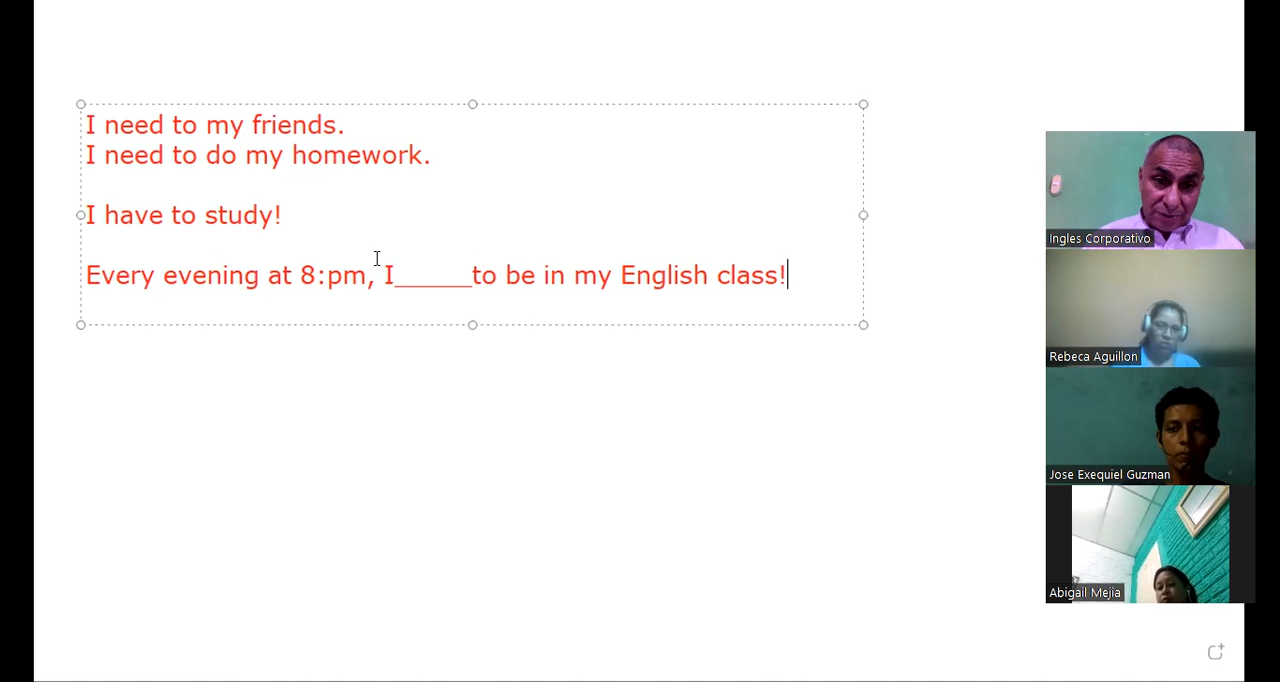 I need to my friends.
I need to do my homework.
I have to study!
Every evening at 8:pm, I______to be in my English class!
Ingles Corporativo
Rebeca Aguillon
Jose Exequiel Guzman
Abigail Mejia